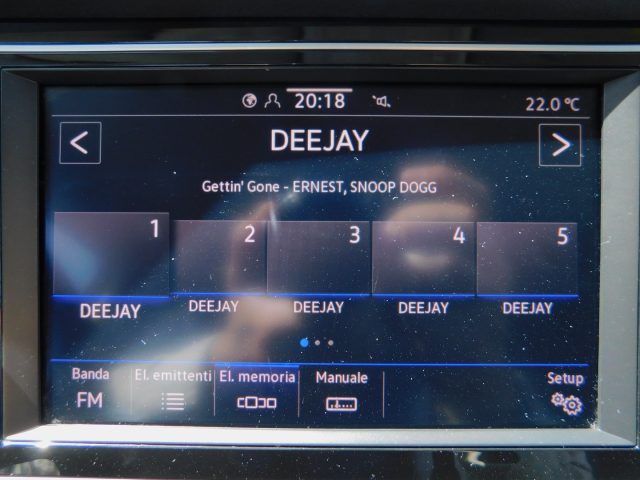 20:18 22.0 °C
< DEEJAY >
Gettin' Gone - ERNEST, SNOOP DOGG
1 2 3 4 5
DEEJAY DEEJAY DEEJAY DEEJAY DEEJAY
Banda El. emittenti El. memoria Manuale Setup
FM